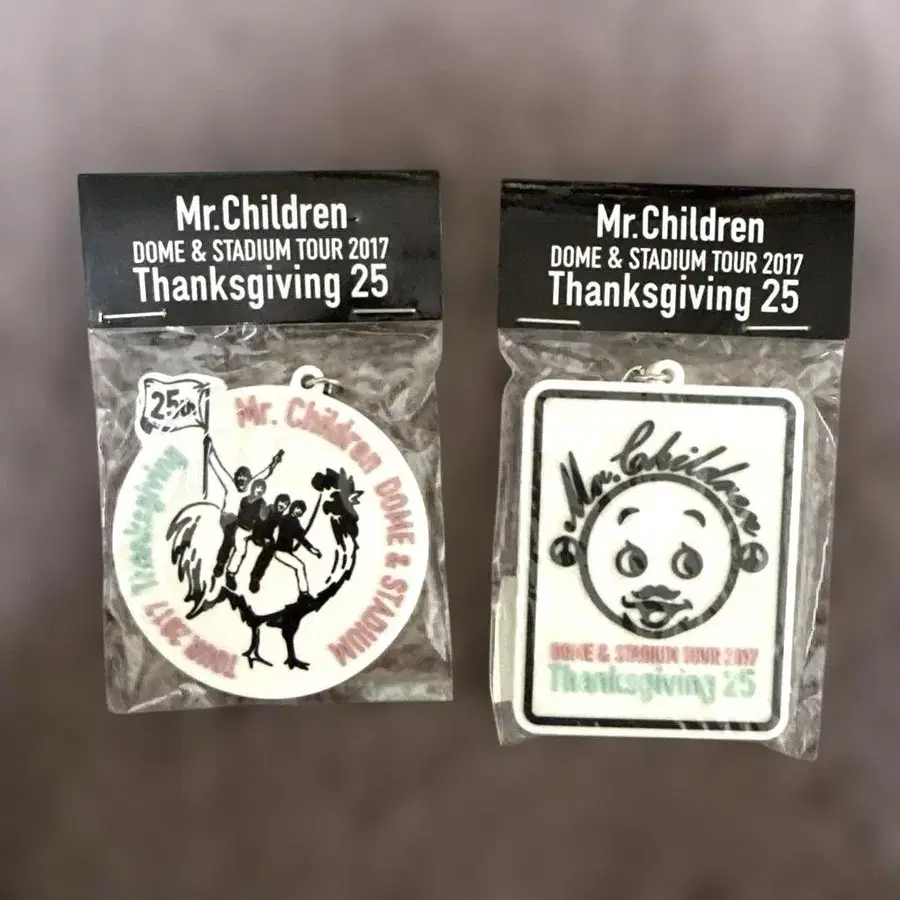 Mr.Children
DOME & STADIUM TOUR 2017
Thanksgiving 25
25th
Mr. Children DOME & STADIUM
TOUR 2017 Thanksgiving
Mr.Children
DOME & STADIUM TOUR 2017
Thanksgiving 25
Mr. Children
DOME & STADIUM TOUR 2017
Thanksgiving 25